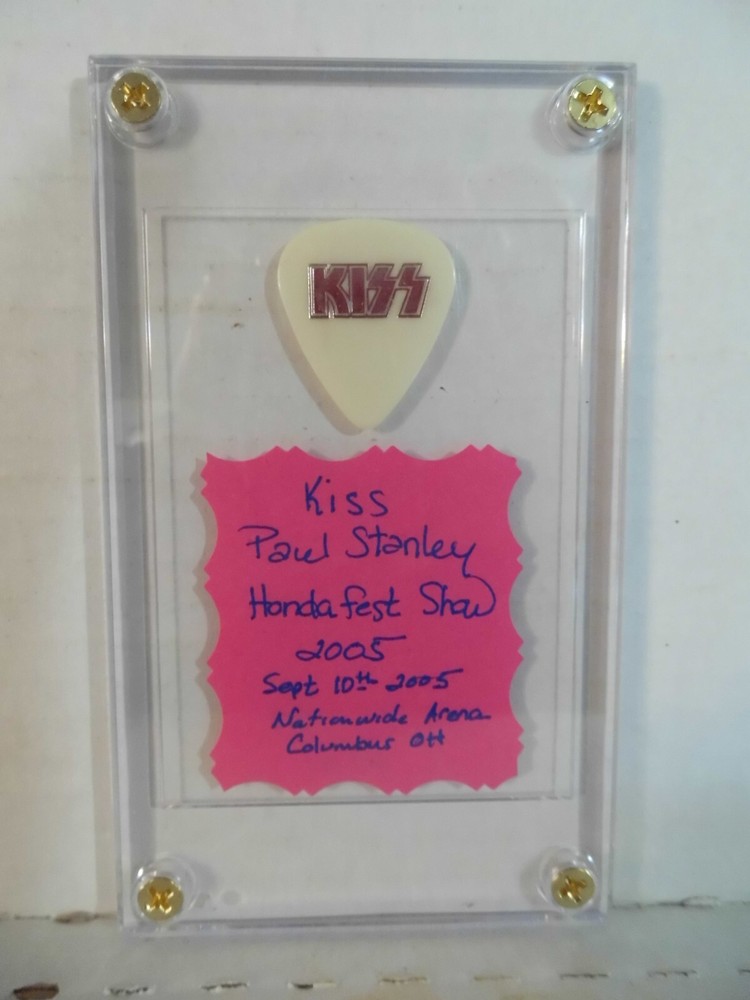 KISS
Kiss
Paul Stanley
Hondafest Show
2005
Sept 10th 2005
Nationwide Arena
Columbus OH